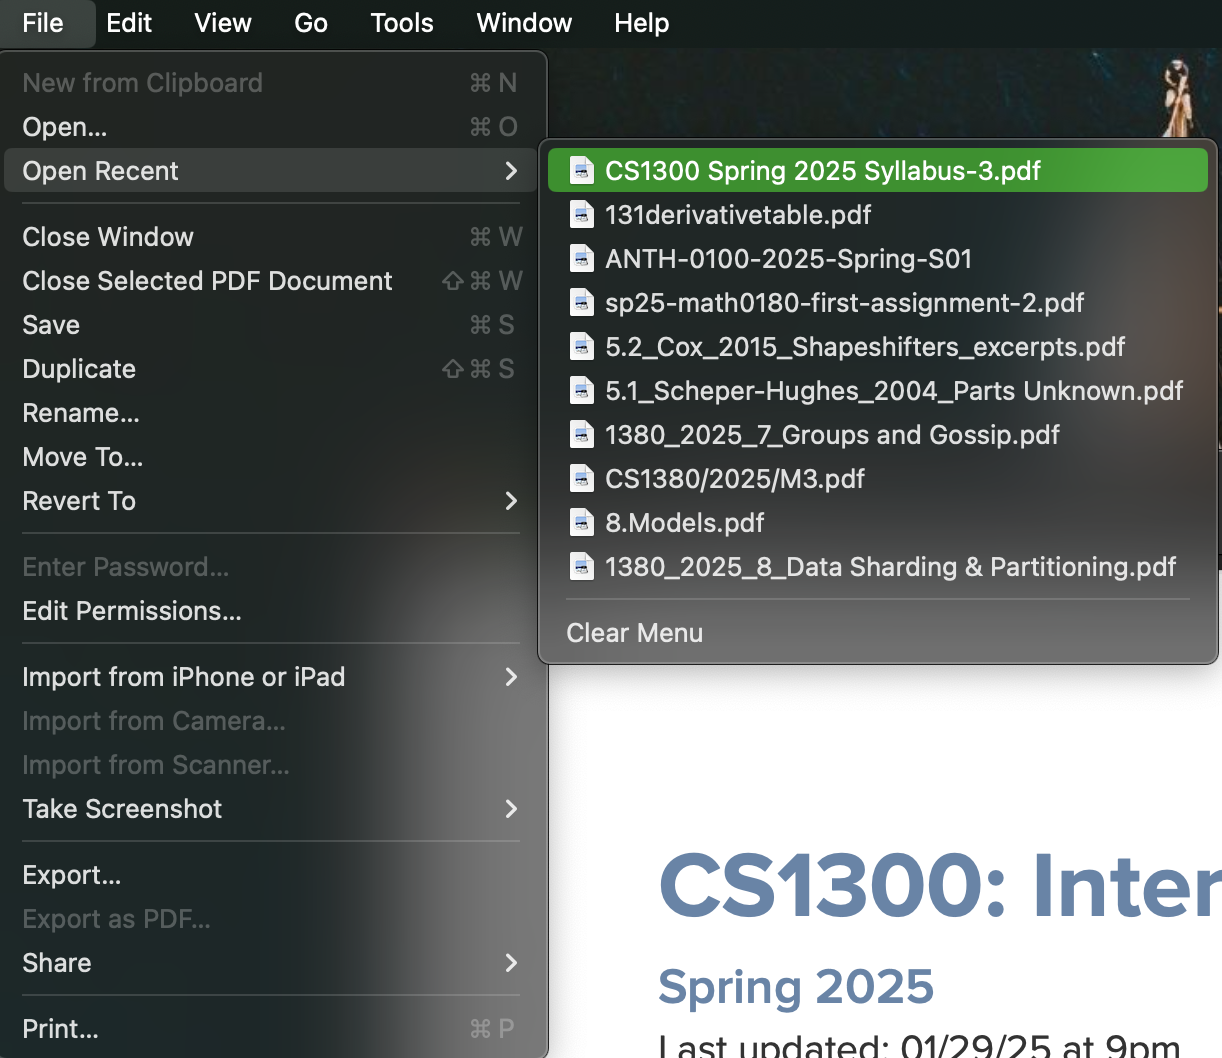 File Edit View Go Tools Window Help
New from Clipboard ⌘ N
Open... ⌘ O
Open Recent
Close Window ⌘ W
Close Selected PDF Document ⇧ ⌘ W
Save ⌘ S
Duplicate ⇧ ⌘ S
Rename...
Move To...
Revert To
Enter Password...
Edit Permissions...
Import from iPhone or iPad
Import from Camera...
Import from Scanner...
Take Screenshot
Export...
Export as PDF...
Share
Print... ⌘ P
CS1300 Spring 2025 Syllabus-3.pdf
131derivativetable.pdf
ANTH-0100-2025-Spring-S01
sp25-math0180-first-assignment-2.pdf
5.2_Cox_2015_Shapeshifters_excerpts.pdf
5.1_Scheper-Hughes_2004_Parts Unknown.pdf
1380_2025_7_Groups and Gossip.pdf
CS1380/2025/M3.pdf
8.Models.pdf
1380_2025_8_Data Sharding & Partitioning.pdf
Clear Menu
CS1300: Inter
Spring 2025
Last updated: 01/29/25 at 9pm